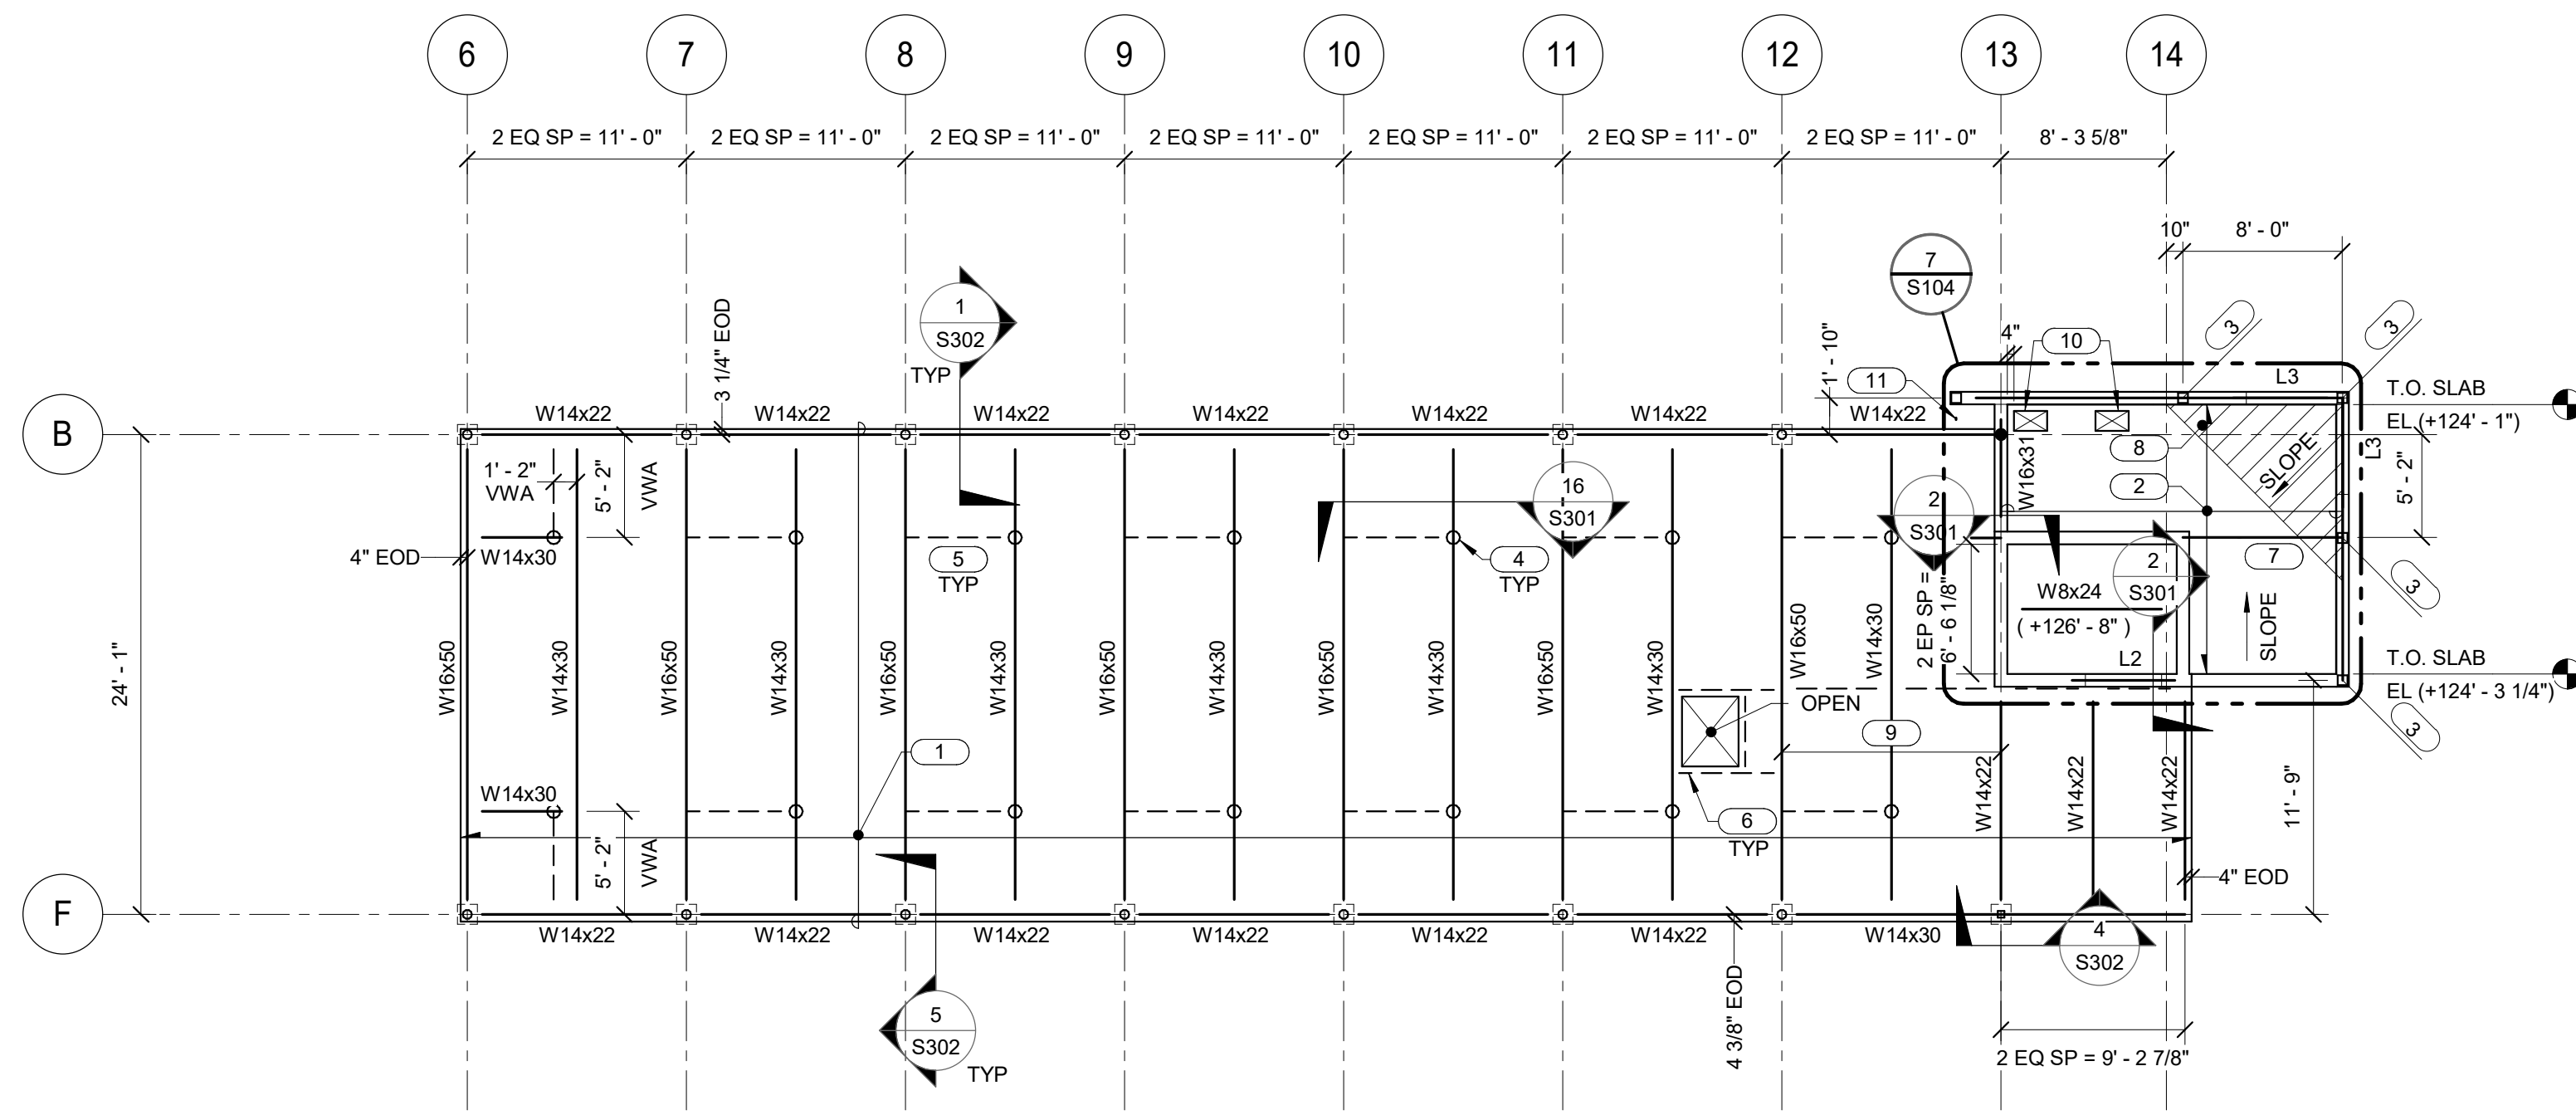 6 7 8 9 10 11 12 13 14
2 EQ SP = 11' - 0" 2 EQ SP = 11' - 0" 2 EQ SP = 11' - 0" 2 EQ SP = 11' - 0" 2 EQ SP = 11' - 0" 2 EQ SP = 11' - 0" 2 EQ SP = 11' - 0" 8' - 3 5/8"
10" 8' - 0"
7
S104
1
S302
TYP
3 1/4" EOD
1' - 10"
4"
10
3
3
11
L3
T.O. SLAB
EL (+124' - 1")
B
W14x22 W14x22 W14x22 W14x22 W14x22 W14x22 W14x22
1' - 2"
VWA
5' - 2"
VWA
16
S301
2
S301
W16x31
8
2
SLOPE
L3
5' - 2"
4" EOD
W14x30
5
TYP
4
TYP
7
3
2
S301
2 EP SP =
6' - 6 1/8"
W8x24
( +126' - 8" )
SLOPE
L2
T.O. SLAB
EL (+124' - 3 1/4")
3
24' - 1"
W16x50 W14x30 W16x50 W14x30 W16x50 W14x30 W16x50 W14x30 W16x50 W14x30 W16x50 W14x30 W16x50 W14x30
OPEN
9
1
W14x30
6
TYP
W14x22 W14x22 W14x22
11' - 9"
5' - 2"
VWA
4" EOD
F
W14x22 W14x22 W14x22 W14x22 W14x22 W14x22 W14x30
4
S302
4 3/8" EOD
5
S302
TYP
2 EQ SP = 9' - 2 7/8"